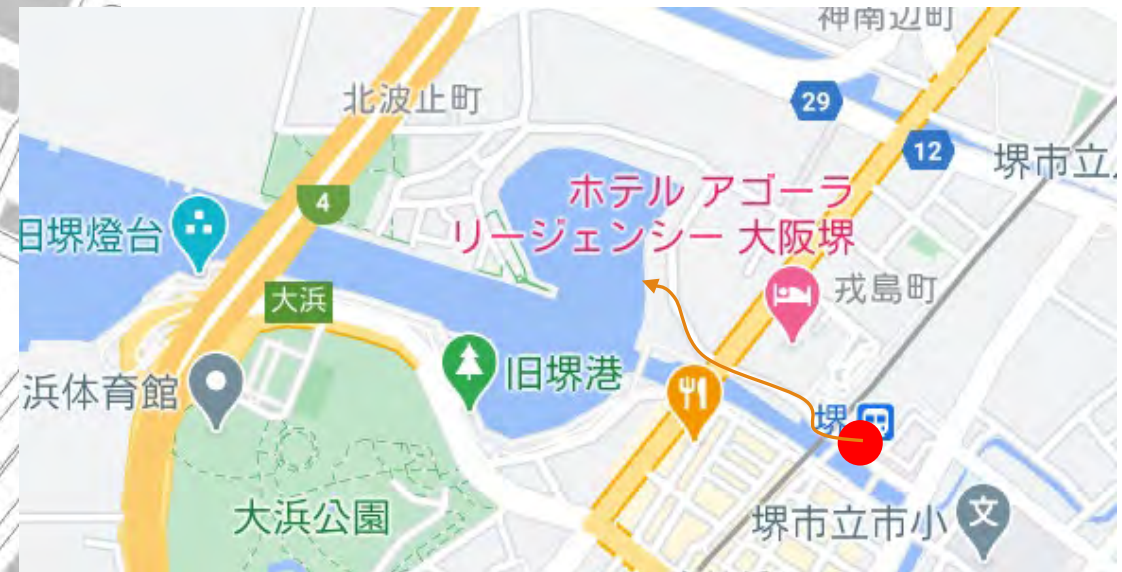 神南辺町
北波止町
29
12
堺市立
ホテル アゴーラ
リージェンシー 大阪堺
4
旧堺燈台
大浜
戎島町
旧堺港
浜体育館
堺
大浜公園
堺市立市小
文